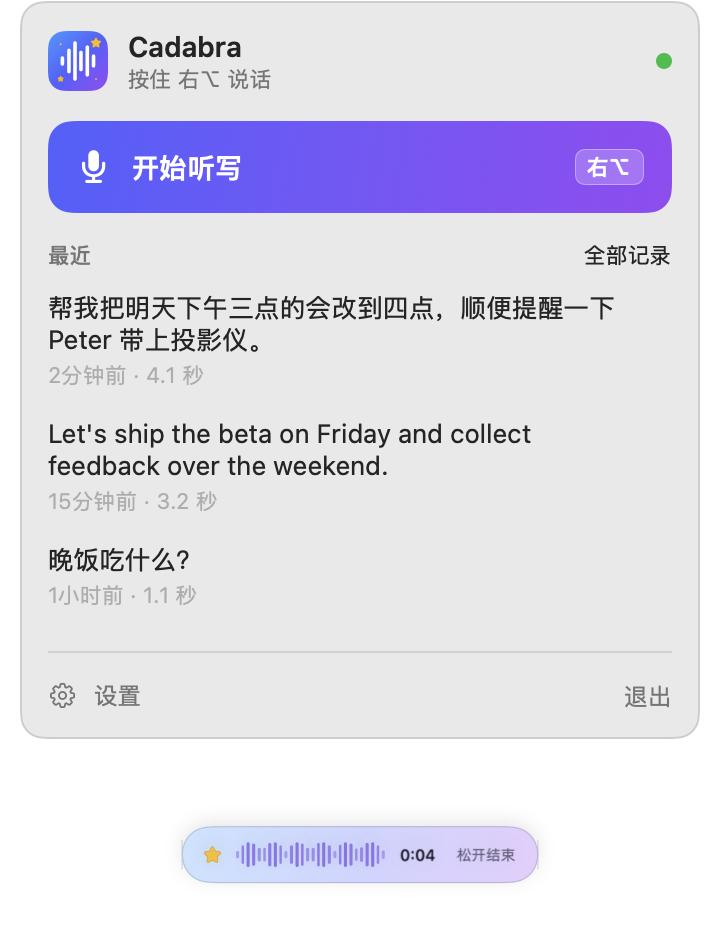 Cadabra
按住 右⌥ 说话
开始听写 右⌥
最近 全部记录
帮我把明天下午三点的会改到四点，顺便提醒一下
Peter 带上投影仪。
2分钟前 · 4.1 秒
Let's ship the beta on Friday and collect
feedback over the weekend.
15分钟前 · 3.2 秒
晚饭吃什么？
1小时前 · 1.1 秒
设置 退出
0:04 松开结束